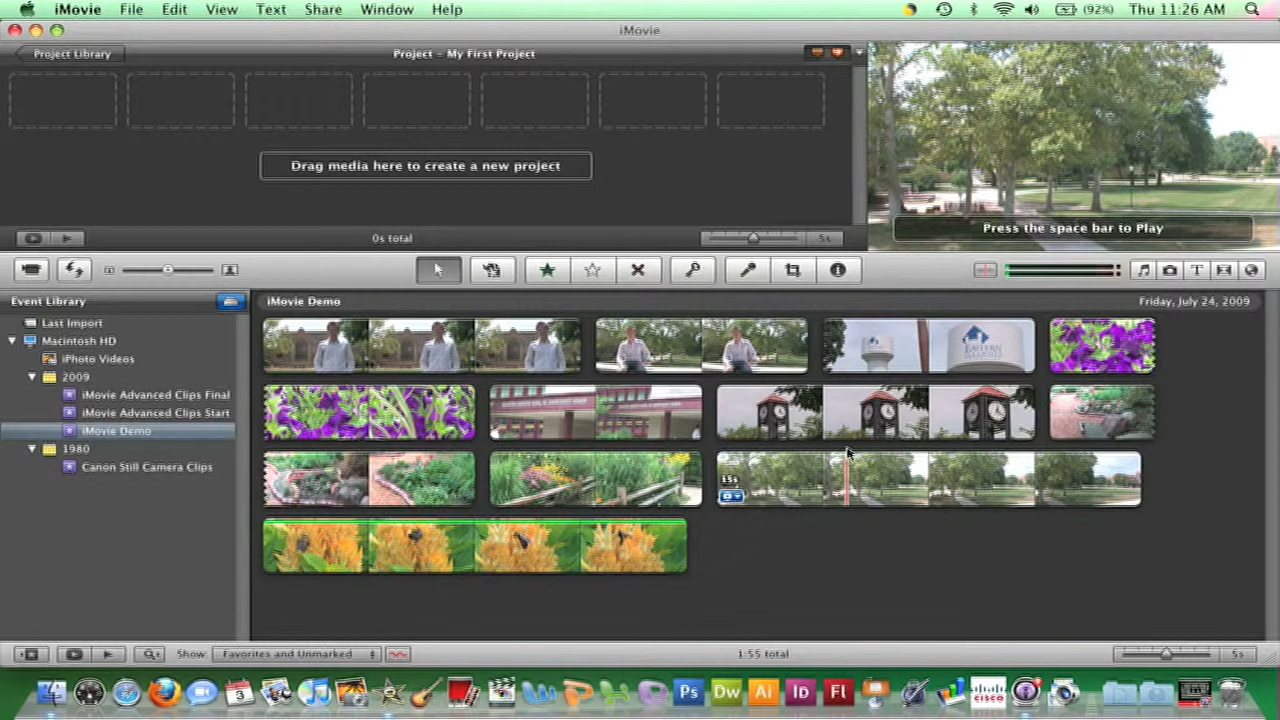 iMovie File Edit View Text Share Window Help
(92%) Thu 11:26 AM
iMovie
Project Library
Project - My First Project
Drag media here to create a new project
Press the space bar to Play
0s total
5s
Event Library
iMovie Demo
Friday, July 24, 2009
Last Import
Macintosh HD
iPhoto Videos
2009
iMovie Advanced Clips Final
iMovie Advanced Clips Start
iMovie Demo
1980
Canon Still Camera Clips
15s
EASTERN
Show: Favorites and Unmarked
1:55 total
5s
3
Ps Dw Ai Id Fl
CISCO